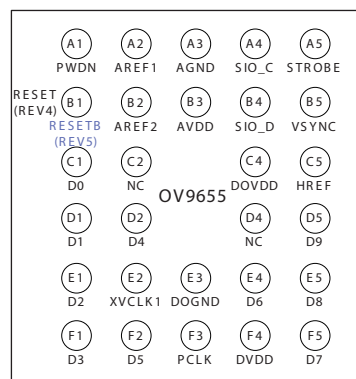 A1 A2 A3 A4 A5
PWDN AREF1 AGND SIO_C STROBE
RESET
(REV4)
B1 B2 B3 B4 B5
RESETB
(REV5)
AREF2 AVDD SIO_D VSYNC
C1 C2 C4 C5
D0 NC DOVDD HREF
OV9655
D1 D2 D4 D5
D1 D4 NC D9
E1 E2 E3 E4 E5
D2 XVCLK1 DOGND D6 D8
F1 F2 F3 F4 F5
D3 D5 PCLK DVDD D7